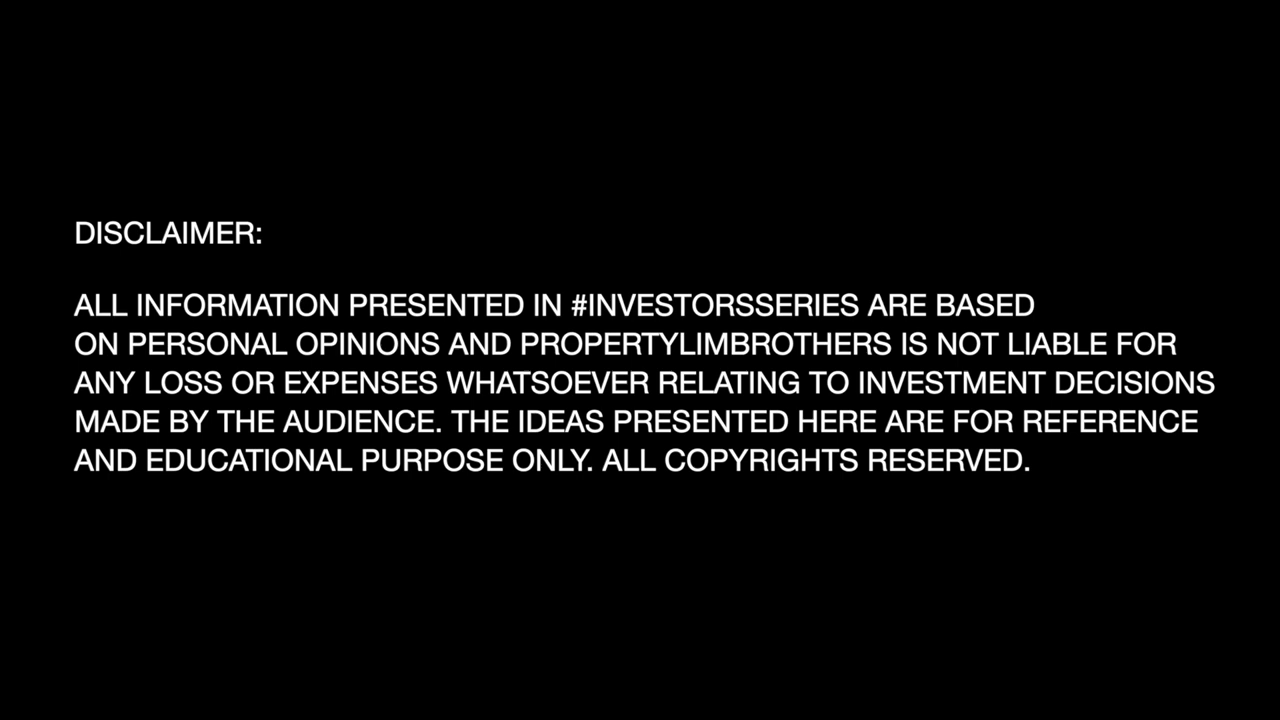 DISCLAIMER:
ALL INFORMATION PRESENTED IN #INVESTORSSERIES ARE BASED
ON PERSONAL OPINIONS AND PROPERTYLIMBROTHERS IS NOT LIABLE FOR
ANY LOSS OR EXPENSES WHATSOEVER RELATING TO INVESTMENT DECISIONS
MADE BY THE AUDIENCE. THE IDEAS PRESENTED HERE ARE FOR REFERENCE
AND EDUCATIONAL PURPOSE ONLY. ALL COPYRIGHTS RESERVED.